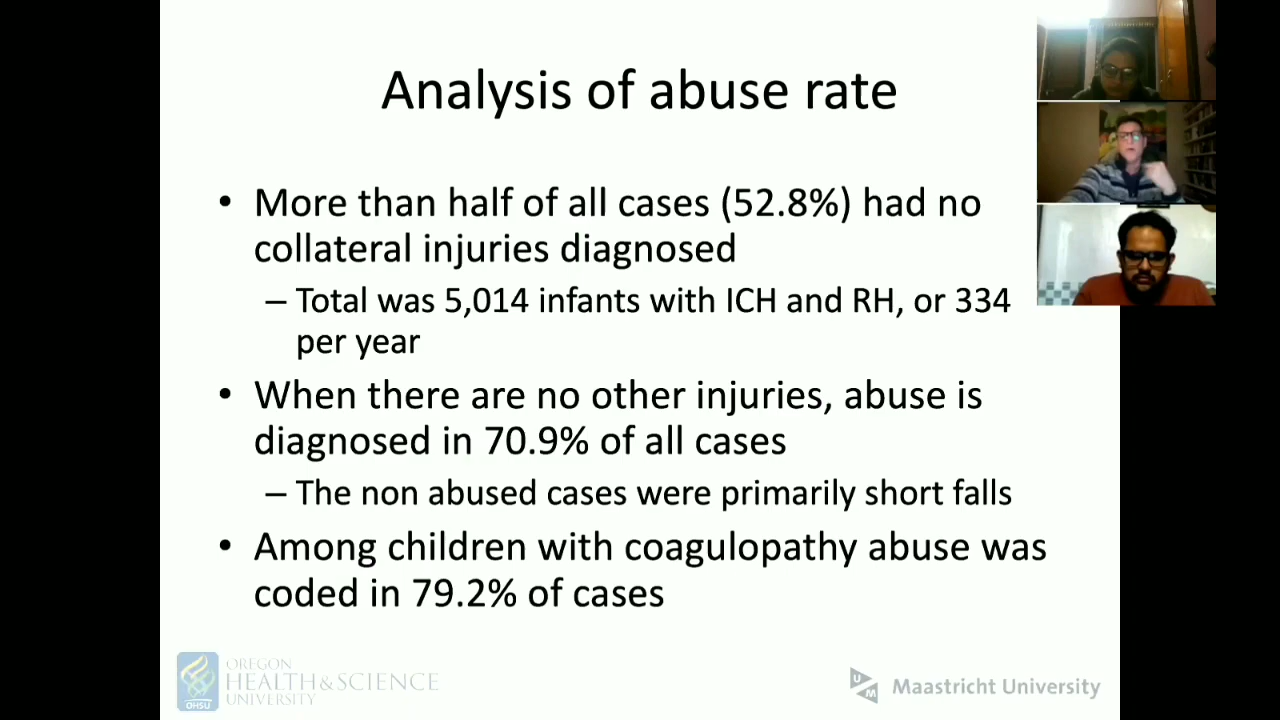 Analysis of abuse rate
• More than half of all cases (52.8%) had no
collateral injuries diagnosed
– Total was 5,014 infants with ICH and RH, or 334
per year
• When there are no other injuries, abuse is
diagnosed in 70.9% of all cases
– The non abused cases were primarily short falls
• Among children with coagulopathy abuse was
coded in 79.2% of cases
OREGON
HEALTH&SCIENCE
UNIVERSITY
OHSU
U
M
Maastricht University